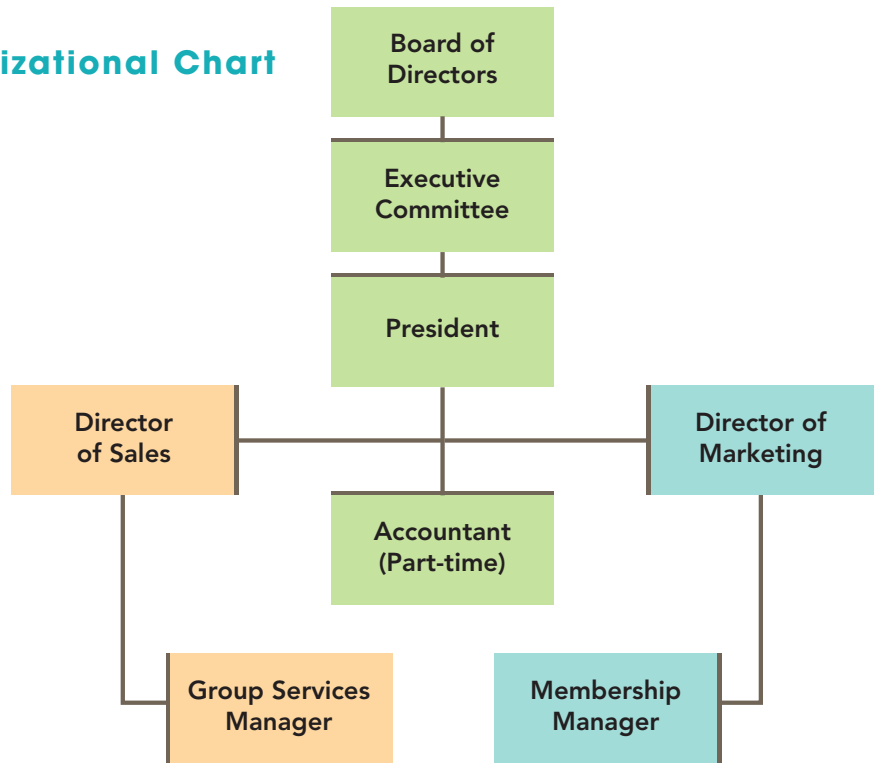 izational Chart
Board of
Directors
Executive
Committee
President
Director
of Sales
Director of
Marketing
Accountant
(Part-time)
Group Services
Manager
Membership
Manager